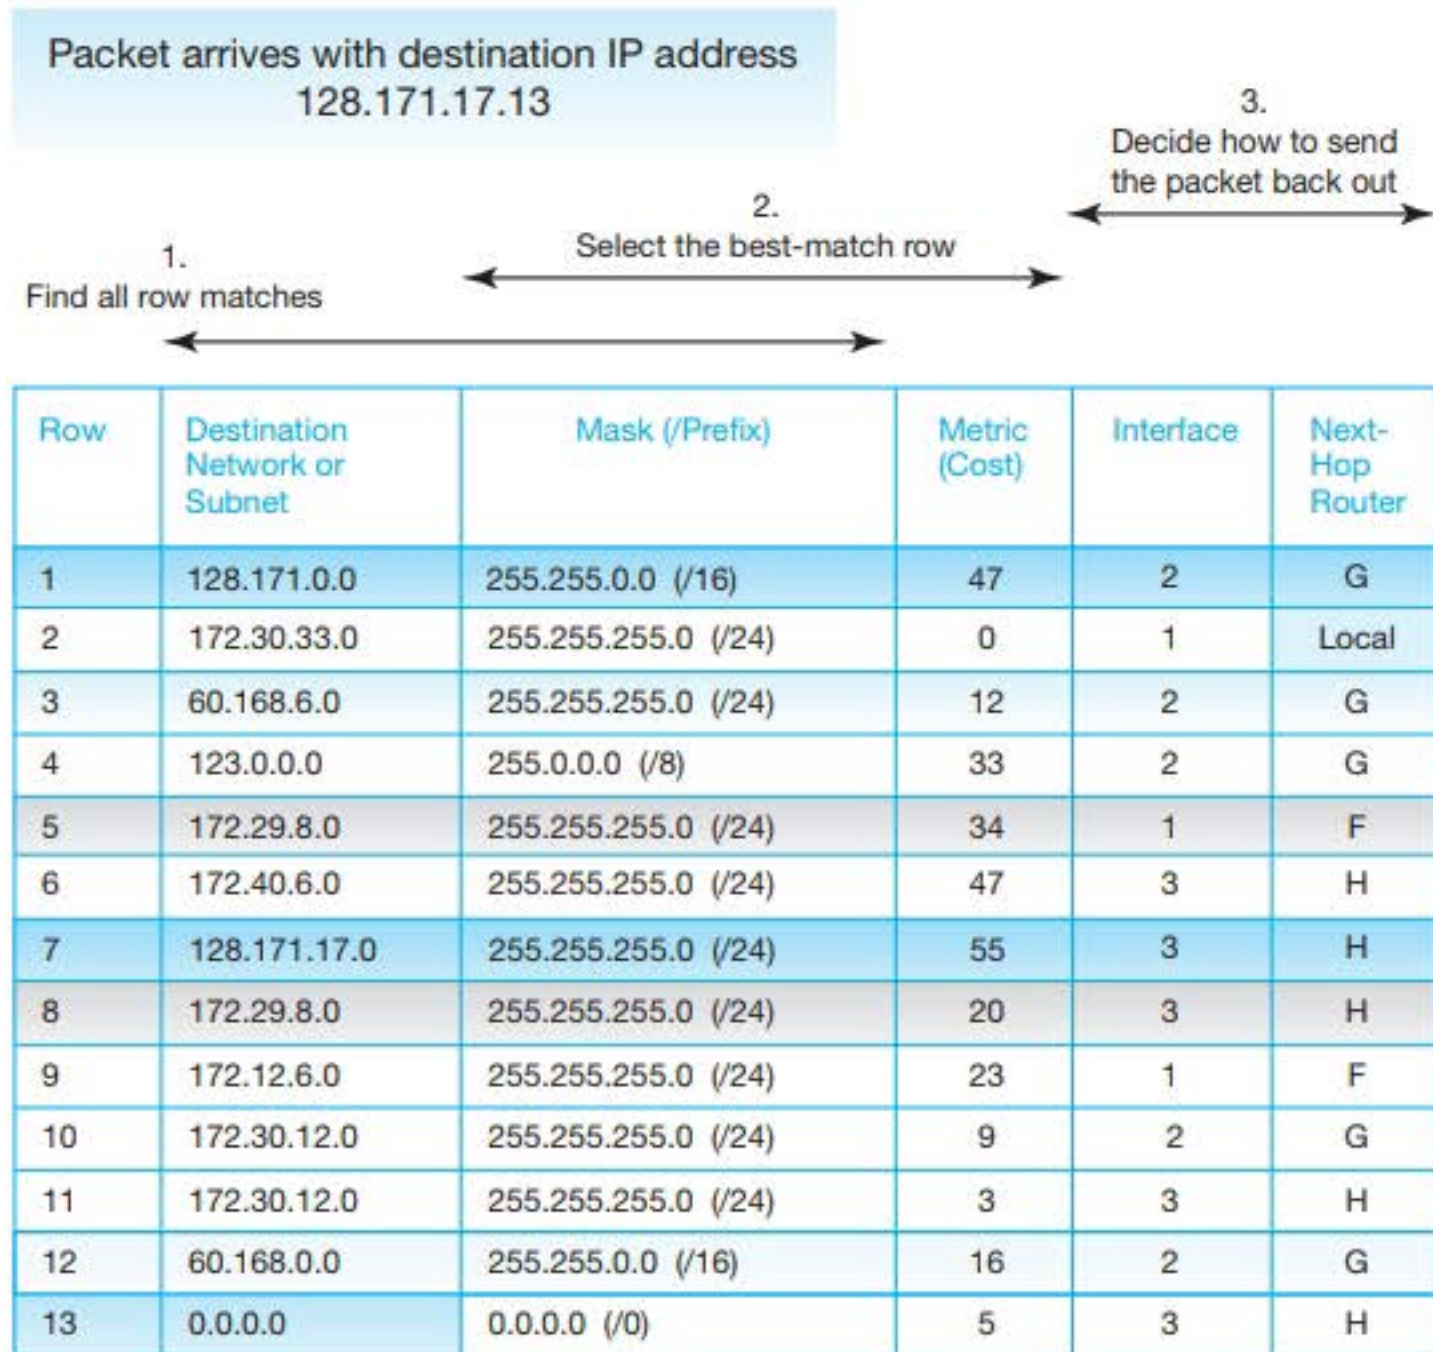 Packet arrives with destination IP address
128.171.17.13
3.
Decide how to send
the packet back out
2.
Select the best-match row
1.
Find all row matches
Row Destination Network or Subnet Mask (/Prefix) Metric (Cost) Interface Next-Hop Router
1 128.171.0.0 255.255.0.0 (/16) 47 2 G
2 172.30.33.0 255.255.255.0 (/24) 0 1 Local
3 60.168.6.0 255.255.255.0 (/24) 12 2 G
4 123.0.0.0 255.0.0.0 (/8) 33 2 G
5 172.29.8.0 255.255.255.0 (/24) 34 1 F
6 172.40.6.0 255.255.255.0 (/24) 47 3 H
7 128.171.17.0 255.255.255.0 (/24) 55 3 H
8 172.29.8.0 255.255.255.0 (/24) 20 3 H
9 172.12.6.0 255.255.255.0 (/24) 23 1 F
10 172.30.12.0 255.255.255.0 (/24) 9 2 G
11 172.30.12.0 255.255.255.0 (/24) 3 3 H
12 60.168.0.0 255.255.0.0 (/16) 16 2 G
13 0.0.0.0 0.0.0.0 (/0) 5 3 H